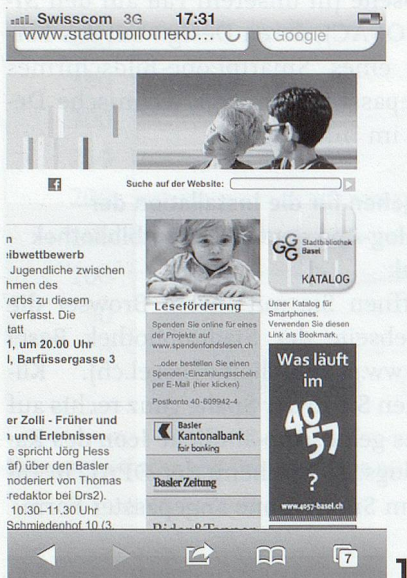 Swisscom 3G 17:31
www.stadtbibliothekb...
Google
Suche auf der Website:
eibwettbewerb
Jugendliche zwischen
hmen des
verbs zu diesem
verfasst. Die
tatt
1, um 20.00 Uhr
l, Barfüssergasse 3
er Zolli - Früher und
n und Erlebnissen
e spricht Jörg Hess
raf) über den Basler
moderiert von Thomas
redaktor bei Drs2).
10.30–11.30 Uhr
Schmiedenhof 10 (3.
Leseförderung
Spenden Sie online für eines
der Projekte auf
www.spendenfondslesen.ch
...oder bestellen Sie einen
Spenden-Einzahlungsschein
per E-Mail (hier klicken)
Postkonto 40-609942-4
Basler
Kantonalbank
fair banking
Basler Zeitung
GGG Stadtbibliothek
Basel
KATALOG
Unser Katalog für
Smartphones.
Verwenden Sie diesen
Link als Bookmark.
Was läuft
im
4057
?
www.4057-basel.ch
7
1